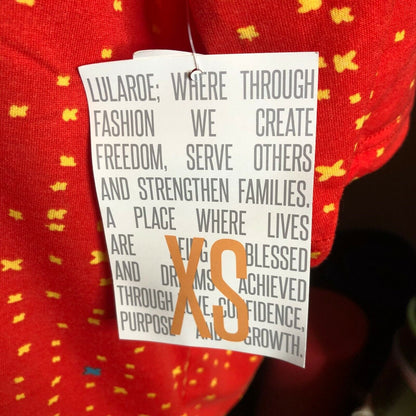 LULAROE; WHERE THROUGH
FASHION WE CREATE
FREEDOM, SERVE OTHERS
AND STRENGTHEN FAMILIES.
A PLACE WHERE LIVES
ARE BLESSED
AND ACHIEVED
THROUGH CONFIDENCE,
PURPOSE AND GROWTH.
XS